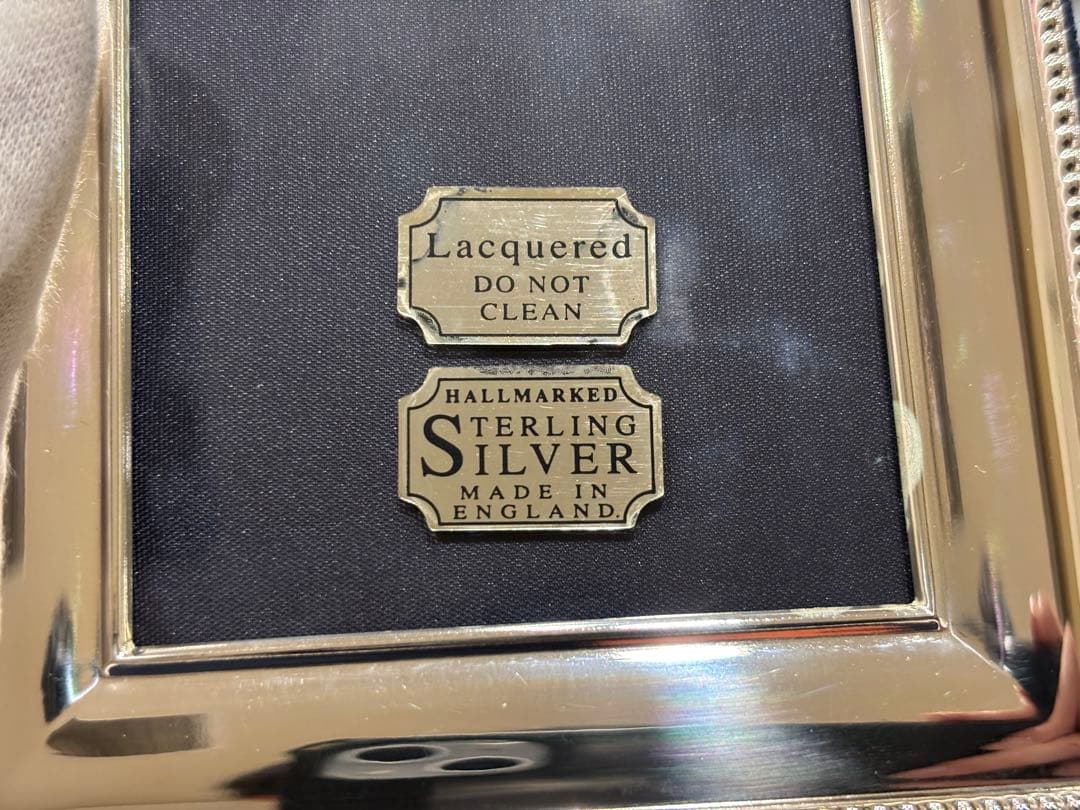 Lacquered
DO NOT
CLEAN
HALLMARKED
STERLING
SILVER
MADE IN
ENGLAND.